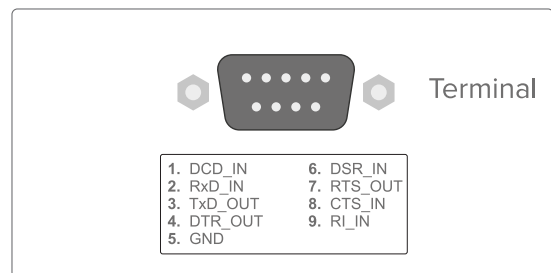 Terminal
1. DCD_IN 6. DSR_IN
2. RxD_IN 7. RTS_OUT
3. TxD_OUT 8. CTS_IN
4. DTR_OUT 9. RI_IN
5. GND